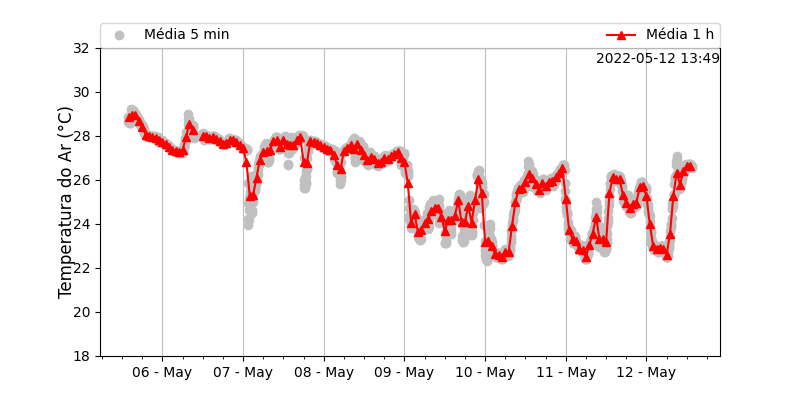 Média 5 min
Média 1 h
2022-05-12 13:49
Temperatura do Ar (°C)
32
30
28
26
24
22
20
18
06 - May
07 - May
08 - May
09 - May
10 - May
11 - May
12 - May